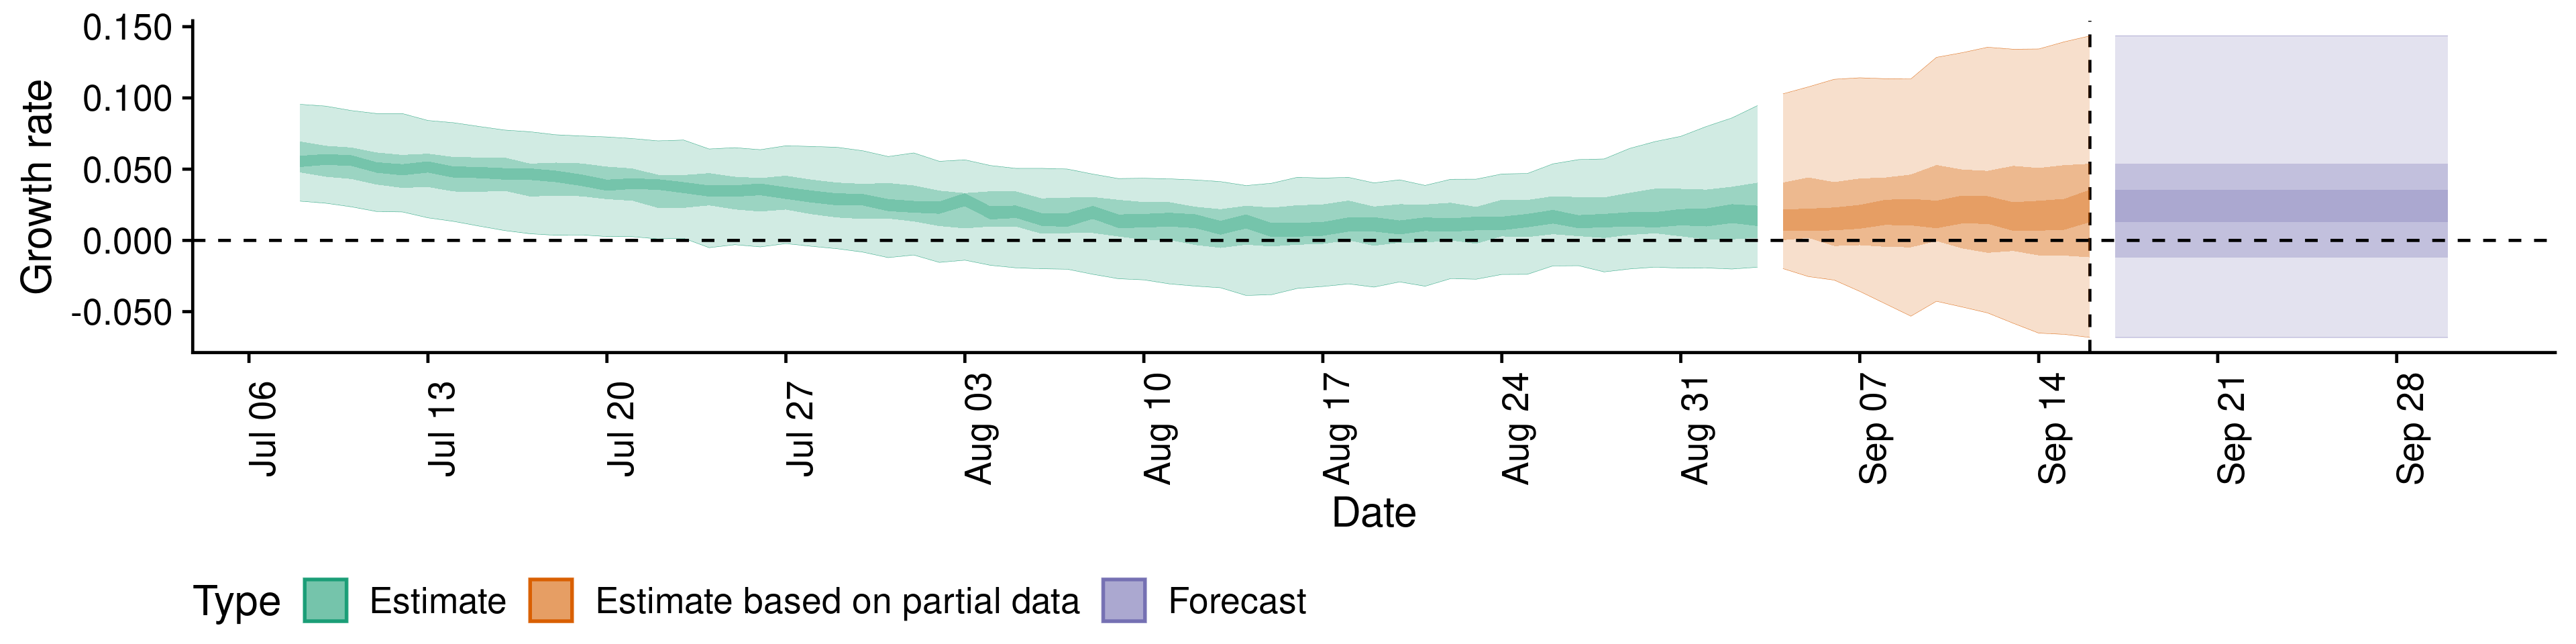 0.150
0.100
0.050
0.000
-0.050
Growth rate
Jul 06
Jul 13
Jul 20
Jul 27
Aug 03
Aug 10
Aug 17
Aug 24
Aug 31
Sep 07
Sep 14
Sep 21
Sep 28
Date
Type Estimate Estimate based on partial data Forecast